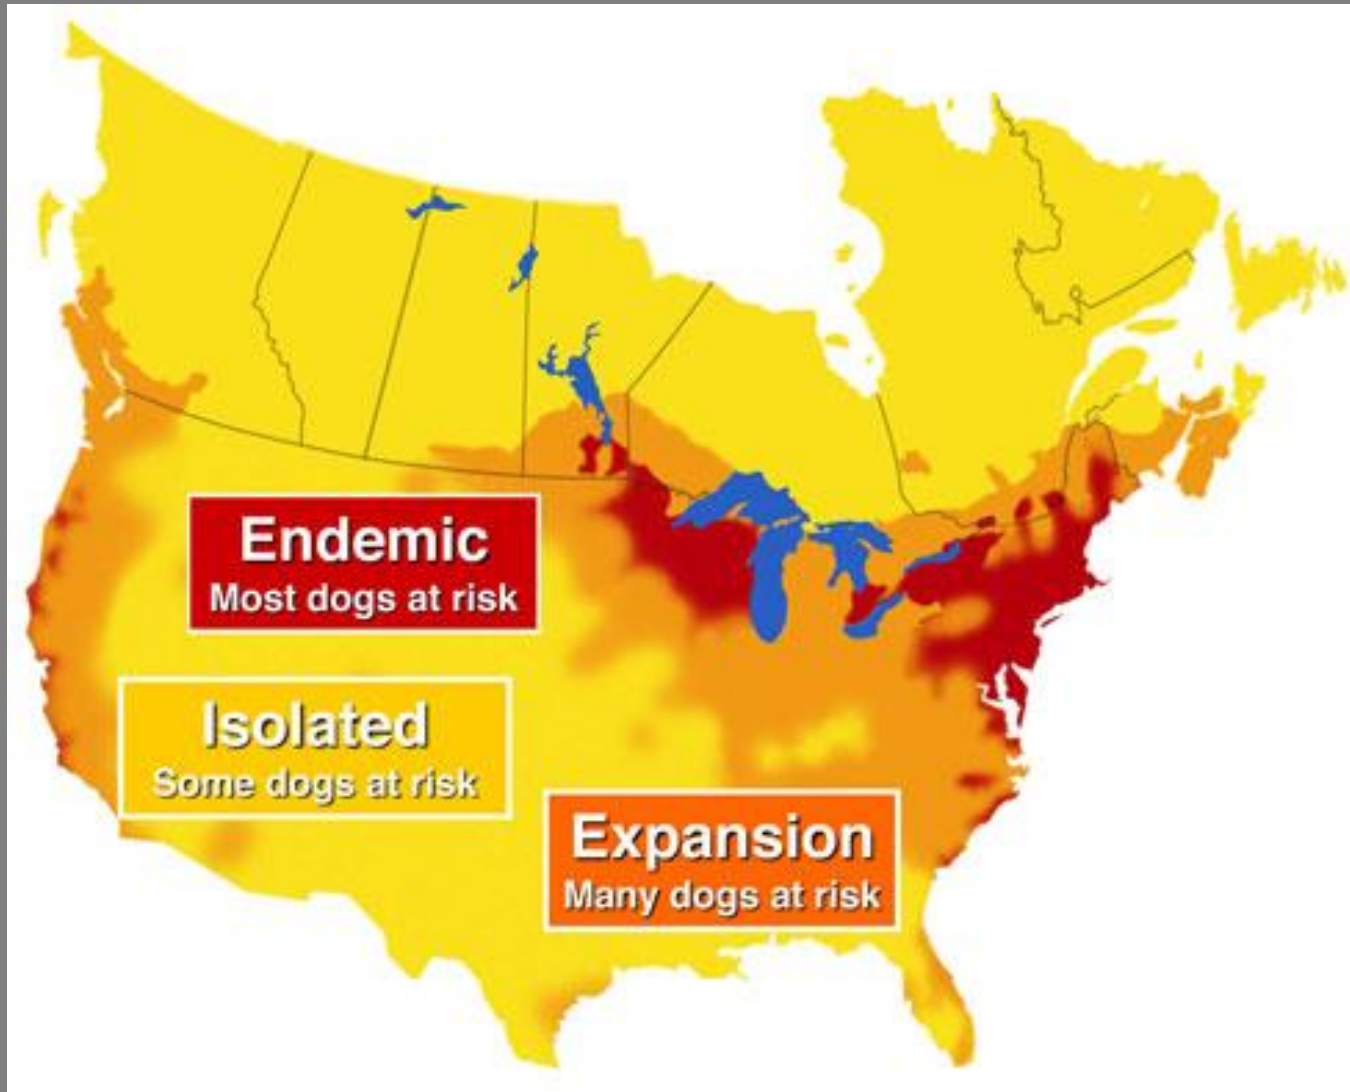 Endemic
Most dogs at risk
Isolated
Some dogs at risk
Expansion
Many dogs at risk